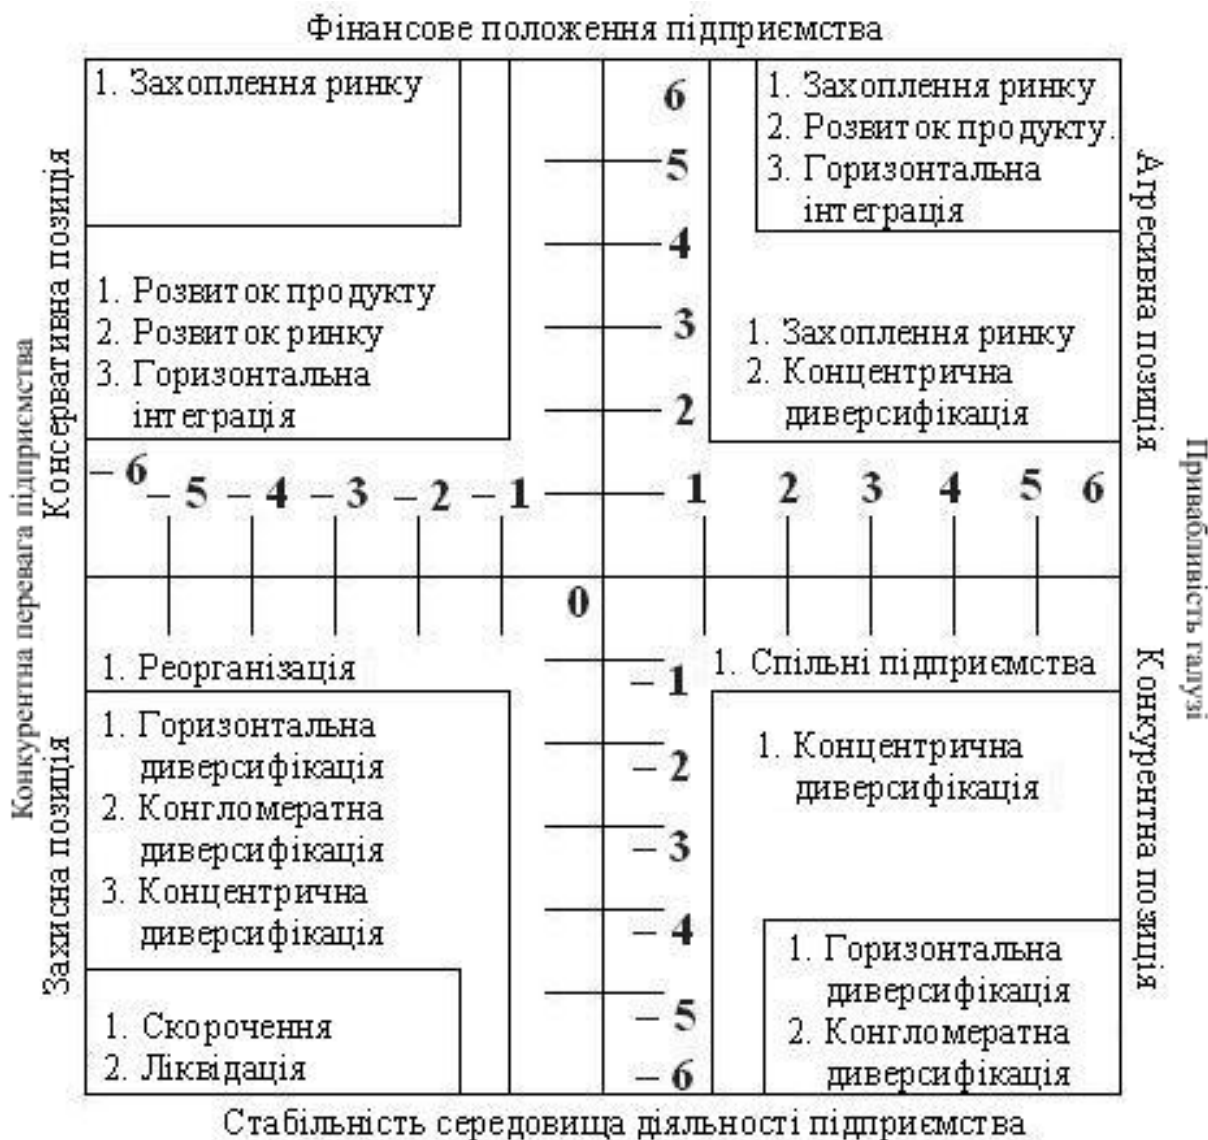 Фінансове положення підприємства
1. Захоплення ринку
1. Розвиток продукту
2. Розвиток ринку
3. Горизонтальна
інтеграція
6
5
4
3
2
1
1. Захоплення ринку
2. Розвиток продукту.
3. Горизонтальна
інтеграція
1. Захоплення ринку
2. Концентрична
диверсифікація
Консервативна позиція
Агресивна позиція
Конкурентна перевага підприємства
Привабливість галузі
– 6 – 5 – 4 – 3 – 2 – 1
2 3 4 5 6
0
1. Реорганізація
1. Горизонтальна
диверсифікація
2. Конгломератна
диверсифікація
3. Концентрична
диверсифікація
1. Скорочення
2. Ліквідація
– 1
– 2
– 3
– 4
– 5
– 6
1. Спільні підприємства
1. Концентрична
диверсифікація
1. Горизонтальна
диверсифікація
2. Конгломератна
диверсифікація
Захисна позиція
Конкурентна позиція
Стабільність середовища діяльності підприємства